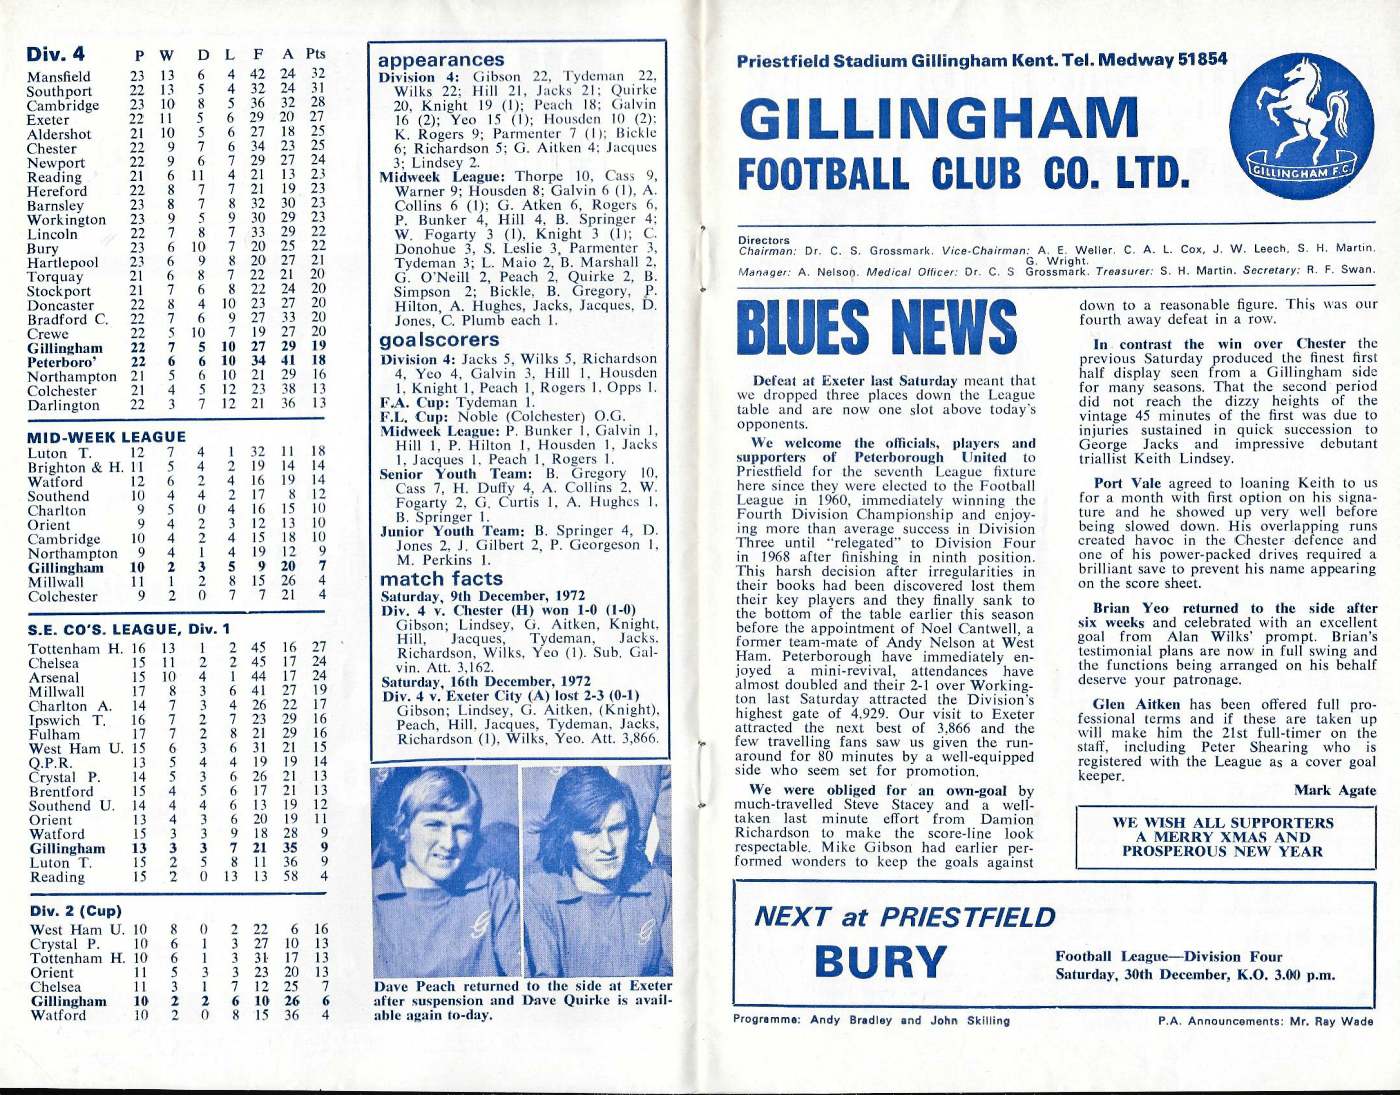 Div. 4 P W D L F A Pts
Mansfield 23 13 6 4 42 24 32
Southport 22 13 5 4 32 24 31
Cambridge 23 10 8 5 36 32 28
Exeter 22 11 5 6 29 20 27
Aldershot 21 10 5 6 27 18 25
Chester 22 9 7 6 34 23 25
Newport 22 9 6 7 29 27 24
Reading 21 6 11 4 21 13 23
Hereford 22 8 7 7 21 19 23
Barnsley 23 8 7 8 32 30 23
Workington 23 9 5 9 30 29 23
Lincoln 22 7 8 7 33 29 22
Bury 23 6 10 7 20 25 22
Hartlepool 23 6 9 8 20 27 21
Torquay 21 6 8 7 22 21 20
Stockport 21 7 6 8 22 24 20
Doncaster 22 8 4 10 23 27 20
Bradford C. 22 7 6 9 27 33 20
Crewe 22 5 10 7 19 27 20
Gillingham 22 7 5 10 27 29 19
Peterboro' 22 6 6 10 34 41 18
Northampton 21 5 6 10 21 29 16
Colchester 21 4 5 12 23 38 13
Darlington 22 3 7 12 21 36 13
MID-WEEK LEAGUE
Luton T. 12 7 4 1 32 11 18
Brighton & H. 11 5 4 2 19 14 14
Watford 12 6 2 4 16 19 14
Southend 10 4 4 2 17 8 12
Charlton 9 5 0 4 16 15 10
Orient 9 4 2 3 12 13 10
Cambridge 10 4 2 4 15 18 10
Northampton 9 4 1 4 19 12 9
Gillingham 10 2 3 5 9 20 7
Millwall 11 1 2 8 15 26 4
Colchester 9 2 0 7 7 21 4
S.E. CO'S. LEAGUE, Div. 1
Tottenham H. 16 13 1 2 45 16 27
Chelsea 15 11 2 2 45 17 24
Arsenal 15 10 4 1 44 17 24
Millwall 17 8 3 6 41 27 19
Charlton A. 14 7 3 4 26 22 17
Ipswich T. 16 7 2 7 23 29 16
Fulham 17 7 2 8 21 29 16
West Ham U. 15 6 3 6 31 21 15
Q.P.R. 13 5 4 4 19 19 14
Crystal P. 14 5 3 6 26 21 13
Brentford 15 4 5 6 17 21 13
Southend U. 14 4 4 6 13 19 12
Orient 13 4 3 6 20 19 11
Watford 15 3 3 9 18 28 9
Gillingham 13 3 3 7 21 35 9
Luton T. 15 2 5 8 11 36 9
Reading 15 2 0 13 13 58 4
Div. 2 (Cup)
West Ham U. 10 8 0 2 22 6 16
Crystal P. 10 6 1 3 27 10 13
Tottenham H. 10 6 1 3 31 17 13
Orient 11 5 3 3 23 20 13
Chelsea 11 3 1 7 12 25 7
Gillingham 10 2 2 6 10 26 6
Watford 10 2 0 8 15 36 4
appearances
Division 4: Gibson 22, Tydeman 22,
Wilks 22; Hill 21, Jacks 21; Quirke
20, Knight 19 (1); Peach 18; Galvin
16 (2); Yeo 15 (1); Housden 10 (2);
K. Rogers 9; Parmenter 7 (1); Bickle
6; Richardson 5; G. Aitken 4; Jacques
3; Lindsey 2.
Midweek League: Thorpe 10, Cass 9,
Warner 9; Housden 8; Galvin 6 (1), A.
Collins 6 (1); G. Atken 6, Rogers 6,
P. Bunker 4, Hill 4, B. Springer 4;
W. Fogarty 3 (1), Knight 3 (1); C.
Donohue 3, S. Leslie 3, Parmenter 3,
Tydeman 3; L. Maio 2, B. Marshall 2,
G. O'Neill 2, Peach 2, Quirke 2, B.
Simpson 2; Bickle, B. Gregory, P.
Hilton, A. Hughes, Jacks, Jacques, D.
Jones, C. Plumb each 1.
goalscorers
Division 4: Jacks 5, Wilks 5, Richardson
4, Yeo 4, Galvin 3, Hill 1, Housden
1, Knight 1, Peach 1, Rogers 1, Opps 1.
F.A. Cup: Tydeman 1.
F.L. Cup: Noble (Colchester) O.G.
Midweek League: P. Bunker 1, Galvin 1,
Hill 1, P. Hilton 1, Housden 1, Jacks
1, Jacques 1, Peach 1, Rogers 1.
Senior Youth Team: B. Gregory 10,
Cass 7, H. Duffy 4, A. Collins 2, W.
Fogarty 2, G. Curtis 1, A. Hughes 1,
B. Springer 1.
Junior Youth Team: B. Springer 4, D.
Jones 2, J. Gilbert 2, P. Georgeson 1,
M. Perkins 1.
match facts
Saturday, 9th December, 1972
Div. 4 v. Chester (H) won 1-0 (1-0)
Gibson; Lindsey, G. Aitken, Knight,
Hill, Jacques, Tydeman, Jacks.
Richardson, Wilks, Yeo (1). Sub. Gal-
vin. Att. 3,162.
Saturday, 16th December, 1972
Div. 4 v. Exeter City (A) lost 2-3 (0-1)
Gibson; Lindsey, G. Aitken, (Knight),
Peach, Hill. Jacques, Tydeman, Jacks,
Richardson (1), Wilks, Yeo. Att. 3,866.
Dave Peach returned to the side at Exeter
after suspension and Dave Quirke is avail-
able again to-day.
Priestfield Stadium Gillingham Kent. Tel. Medway 51854
GILLINGHAM
FOOTBALL CLUB CO. LTD.
GILLINGHAM F.C.
Directors
Chairman: Dr. C. S. Grossmark. Vice-Chairman: A. E. Weller. C. A. L. Cox, J. W. Leech, S. H. Martin.
G. Wright.
Manager: A. Nelson. Medical Officer: Dr. C. S Grossmark. Treasurer: S. H. Martin. Secretary: R. F. Swan.
BLUES NEWS
Defeat at Exeter last Saturday meant that
we dropped three places down the League
table and are now one slot above today's
opponents.
We welcome the officials, players and
supporters of Peterborough United to
Priestfield for the seventh League fixture
here since they were elected to the Football
League in 1960, immediately winning the
Fourth Division Championship and enjoy-
ing more than average success in Division
Three until "relegated" to Division Four
in 1968 after finishing in ninth position.
This harsh decision after irregularities in
their books had been discovered lost them
their key players and they finally sank to
the bottom of the table earlier this season
before the appointment of Noel Cantwell, a
former team-mate of Andy Nelson at West
Ham. Peterborough have immediately en-
joyed a mini-revival, attendances have
almost doubled and their 2-1 over Working-
ton last Saturday attracted the Division's
highest gate of 4,929. Our visit to Exeter
attracted the next best of 3,866 and the
few travelling fans saw us given the run-
around for 80 minutes by a well-equipped
side who seem set for promotion.
We were obliged for an own-goal by
much-travelled Steve Stacey and a well-
taken last minute effort from Damion
Richardson to make the score-line look
respectable. Mike Gibson had earlier per-
formed wonders to keep the goals against
down to a reasonable figure. This was our
fourth away defeat in a row.
In contrast the win over Chester the
previous Saturday produced the finest first
half display seen from a Gillingham side
for many seasons. That the second period
did not reach the dizzy heights of the
vintage 45 minutes of the first was due to
injuries sustained in quick succession to
George Jacks and impressive debutant
triallist Keith Lindsey.
Port Vale agreed to loaning Keith to us
for a month with first option on his signa-
ture and he showed up very well before
being slowed down. His overlapping runs
created havoc in the Chester defence and
one of his power-packed drives required a
brilliant save to prevent his name appearing
on the score sheet.
Brian Yeo returned to the side after
six weeks and celebrated with an excellent
goal from Alan Wilks' prompt. Brian's
testimonial plans are now in full swing and
the functions being arranged on his behalf
deserve your patronage.
Glen Aitken has been offered full pro-
fessional terms and if these are taken up
will make him the 21st full-timer on the
staff, including Peter Shearing who is
registered with the League as a cover goal
keeper.
Mark Agate
WE WISH ALL SUPPORTERS
A MERRY XMAS AND
PROSPEROUS NEW YEAR
NEXT at PRIESTFIELD
BURY
Football League—Division Four
Saturday, 30th December, K.O. 3.00 p.m.
Programme: Andy Bradley and John Skilling
P.A. Announcements: Mr. Ray Wade